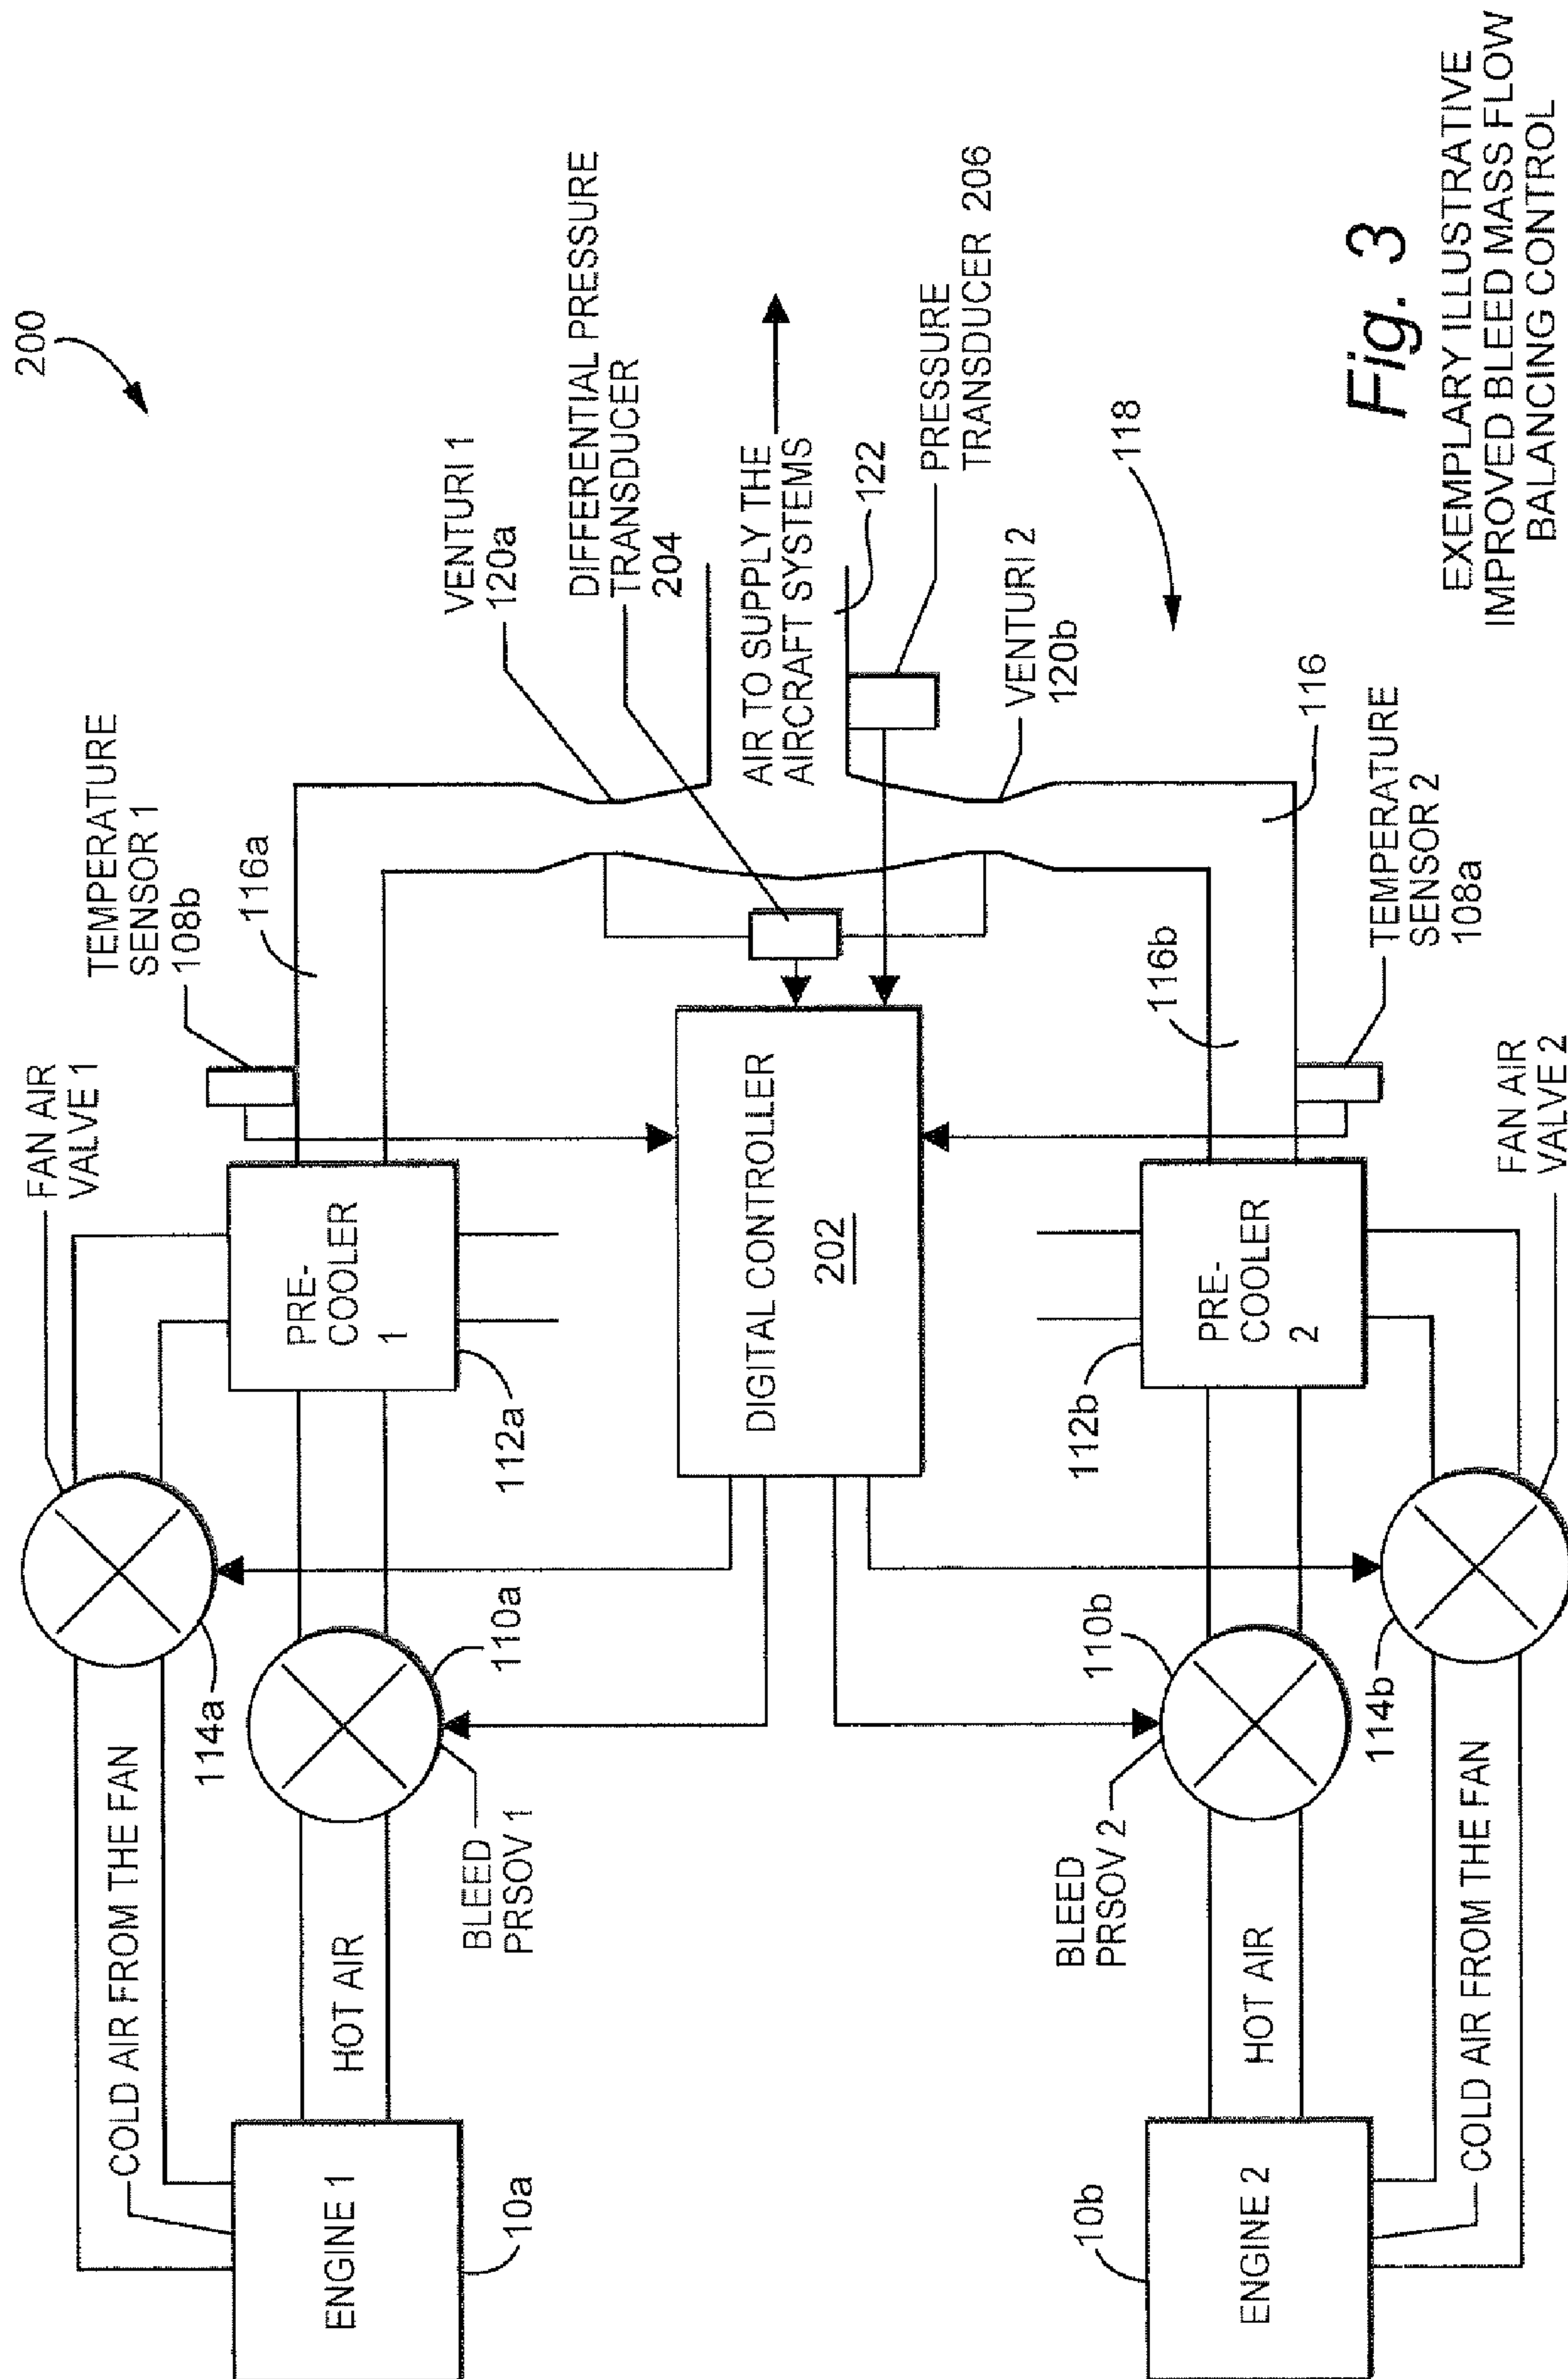 200
FAN AIR
VALVE 1
TEMPERATURE
SENSOR 1
108b
116a
VENTURI 1
120a
DIFFERENTIAL PRESSURE
TRANSDUCER
204
AIR TO SUPPLY THE
AIRCRAFT SYSTEMS
122
PRESSURE
TRANSDUCER 206
118
VENTURI 2
120b
116
TEMPERATURE
SENSOR 2
108a
116b
FAN AIR
VALVE 2
PRE-
COOLER
1
112a
DIGITAL CONTROLLER
202
PRE-
COOLER
2
112b
114a
110a
BLEED
PRSOV 1
110b
BLEED
PRSOV 2
114b
COLD AIR FROM THE FAN
HOT AIR
ENGINE 1
10a
HOT AIR
COLD AIR FROM THE FAN
ENGINE 2
10b
Fig. 3
EXEMPLARY ILLUSTRATIVE
IMPROVED BLEED MASS FLOW
BALANCING CONTROL